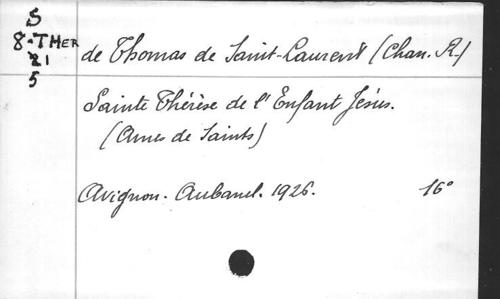 S
8-THER
21
5
de Thomas de Saint-Laurent (Chan. R.)
Sainte Thérèse de l'Enfant Jésus.
(Ames de Saints)
Avignon. Aubanel. 1926. 16°